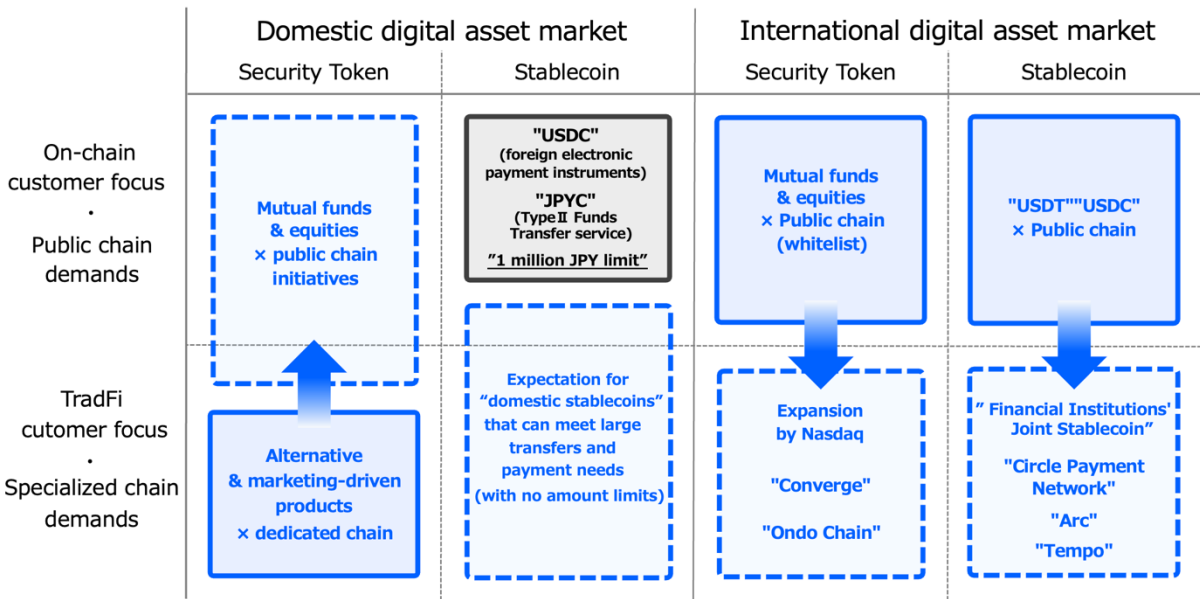 Domestic digital asset market
International digital asset market
Security Token
Stablecoin
Security Token
Stablecoin
On-chain
customer focus
・
Public chain
demands
Mutual funds
& equities
× public chain
initiatives
"USDC"
(foreign electronic
payment instruments)
"JPYC"
(TypeⅡ Funds
Transfer service)
”1 million JPY limit”
Mutual funds
& equities
× Public chain
(whitelist)
"USDT""USDC"
× Public chain
TradFi
cutomer focus
・
Specialized chain
demands
Alternative
& marketing-driven
products
× dedicated chain
Expectation for
“domestic stablecoins”
that can meet large
transfers and
payment needs
(with no amount limits)
Expansion
by Nasdaq
"Converge"
"Ondo Chain"
” Financial Institutions'
Joint Stablecoin”
"Circle Payment
Network"
"Arc"
"Tempo"